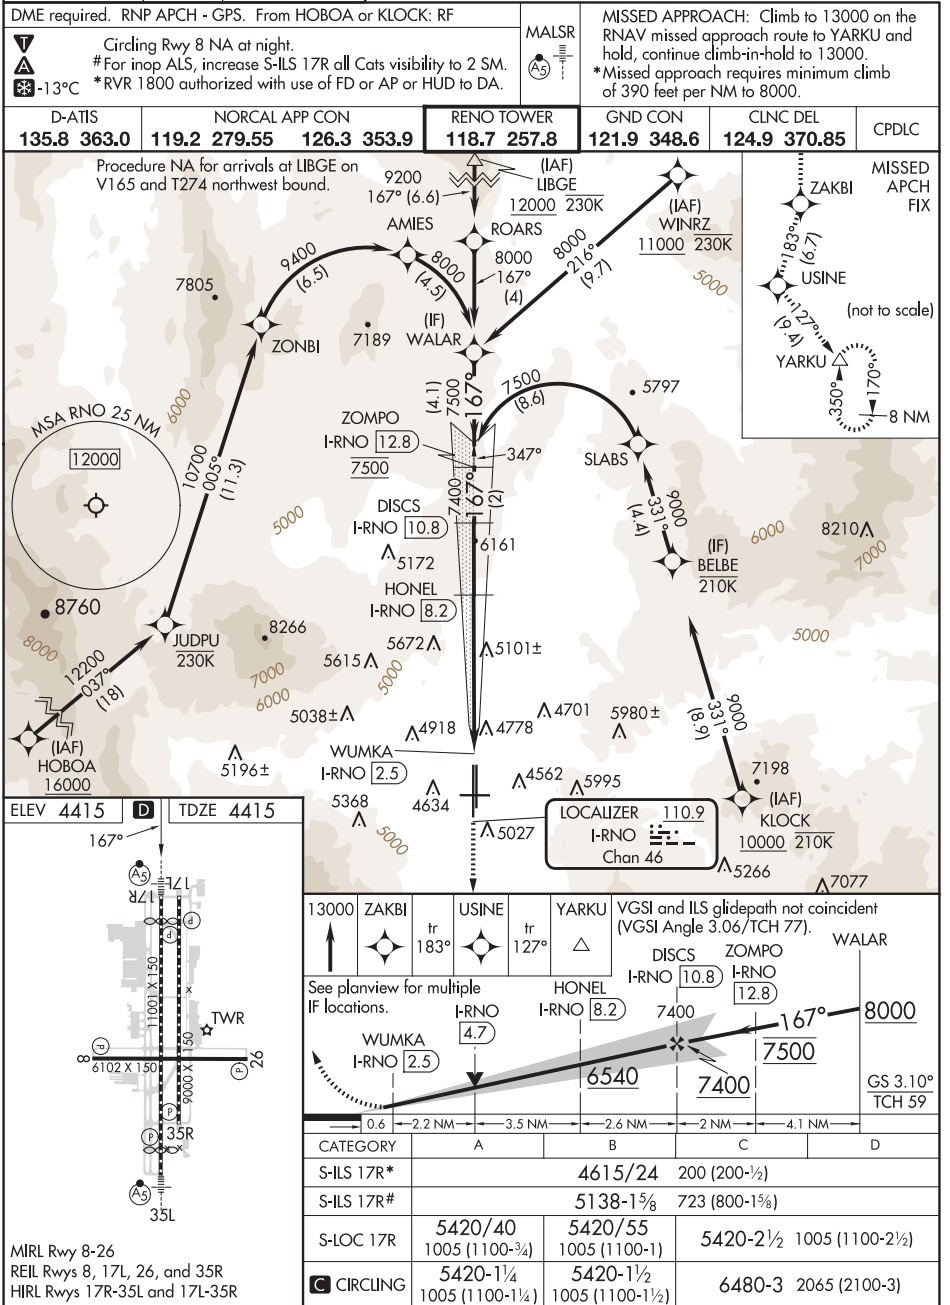 DME required. RNP APCH - GPS. From HOBOA or KLOCK: RF
T
A
-13°C
Circling Rwy 8 NA at night.
# For inop ALS, increase S-ILS 17R all Cats visibility to 2 SM.
* RVR 1800 authorized with use of FD or AP or HUD to DA.
MALSR
A5
MISSED APPROACH: Climb to 13000 on the
RNAV missed approach route to YARKU and
hold, continue climb-in-hold to 13000.
*Missed approach requires minimum climb
of 390 feet per NM to 8000.
D-ATIS
135.8 363.0
NORCAL APP CON
119.2 279.55 126.3 353.9
RENO TOWER
118.7 257.8
GND CON
121.9 348.6
CLNC DEL
124.9 370.85
CPDLC
Procedure NA for arrivals at LIBGE on
V165 and T274 northwest bound.
9200
167° (6.6)
(IAF)
LIBGE
12000 230K
(IAF)
WINRZ
11000 230K
8000
216°
(9.7)
AMIES
ROARS
8000
167°
(4)
9400
(6.5)
8000
(4.5)
7805
7189
ZONBI
(IF)
WALAR
5000
MISSED
APCH
FIX
ZAKBI
183°
(6.7)
USINE
127°
(9.4)
(not to scale)
YARKU
350°
170°
8 NM
6000
MSA RNO 25 NM
12000
10700
005°
(11.3)
7500
167°
(4.1)
7500
(8.6)
5797
ZOMPO
I-RNO 12.8
7500
347°
SLABS
7400
167°
(2)
DISCS
I-RNO 10.8
5000
5172
6161
9000
331°
(4.4)
6000
8210
7000
(IF)
BELBE
210K
HONEL
I-RNO 8.2
8760
8000
JUDPU
230K
8266
7000
6000
5672
5615
5000
5101±
5000
12200
037°
(18)
5038±
4918
4778
4701
5980±
9000
331°
(8.9)
(IAF)
HOBOA
16000
5196±
WUMKA
I-RNO 2.5
4562
5995
7198
5368
4634
5000
5027
(IAF)
KLOCK
10000 210K
LOCALIZER 110.9
I-RNO
Chan 46
5266
7077
ELEV 4415
D
TDZE 4415
167°
A5
17R
17L
P
P
P
11001 X 150
TWR
P
8
26
6102 X 150
P
9000 X 150
P
35R
P
A5
35L
MIRL Rwy 8-26
REIL Rwys 8, 17L, 26, and 35R
HIRL Rwys 17R-35L and 17L-35R
13000
ZAKBI
tr
183°
USINE
tr
127°
YARKU
VGSI and ILS glidepath not coincident
(VGSI Angle 3.06/TCH 77).
See planview for multiple
IF locations.
WUMKA
I-RNO 2.5
I-RNO
4.7
HONEL
I-RNO 8.2
DISCS
I-RNO 10.8
7400
ZOMPO
I-RNO
12.8
WALAR
167°
8000
7500
6540
7400
GS 3.10°
TCH 59
0.6
2.2 NM
3.5 NM
2.6 NM
2 NM
4.1 NM
CATEGORY A B C D
S-ILS 17R* 4615/24 200 (200-½)
S-ILS 17R# 5138-1⅝ 723 (800-1⅝)
S-LOC 17R
5420/40
1005 (1100-¾)
5420/55
1005 (1100-1)
5420-2½ 1005 (1100-2½)
C CIRCLING
5420-1¼
1005 (1100-1¼)
5420-1½
1005 (1100-1½)
6480-3 2065 (2100-3)